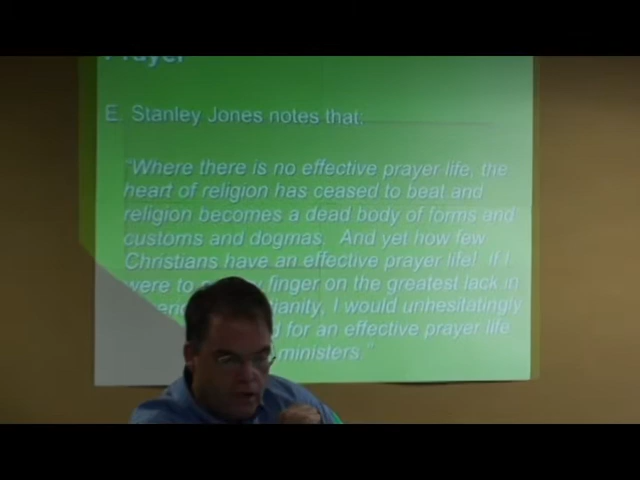 Prayer
E. Stanley Jones notes that:
"Where there is no effective prayer life, the
heart of religion has ceased to beat and
religion becomes a dead body of forms and
customs and dogmas. And yet how few
Christians have an effective prayer life! If I
were to finger on the greatest lack in
I would unhesitatingly
for an effective prayer life
ministers."